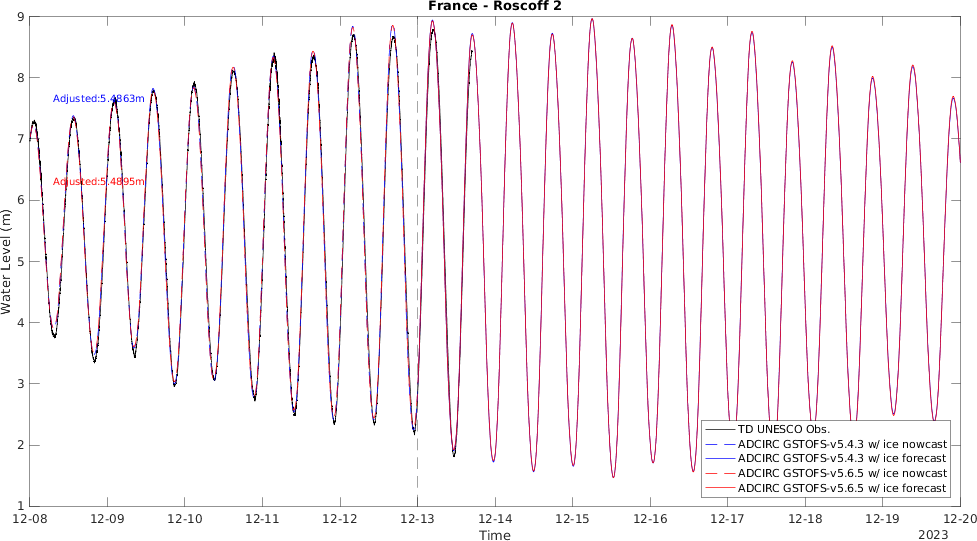 France - Roscoff 2
9
8
7
6
5
4
3
2
1
Water Level (m)
Adjusted:5.4863m
Adjusted:5.4895m
TD UNESCO Obs.
ADCIRC GSTOFS-v5.4.3 w/ ice nowcast
ADCIRC GSTOFS-v5.4.3 w/ ice forecast
ADCIRC GSTOFS-v5.6.5 w/ ice nowcast
ADCIRC GSTOFS-v5.6.5 w/ ice forecast
12-08 12-09 12-10 12-11 12-12 12-13 12-14 12-15 12-16 12-17 12-18 12-19 12-20
Time
2023